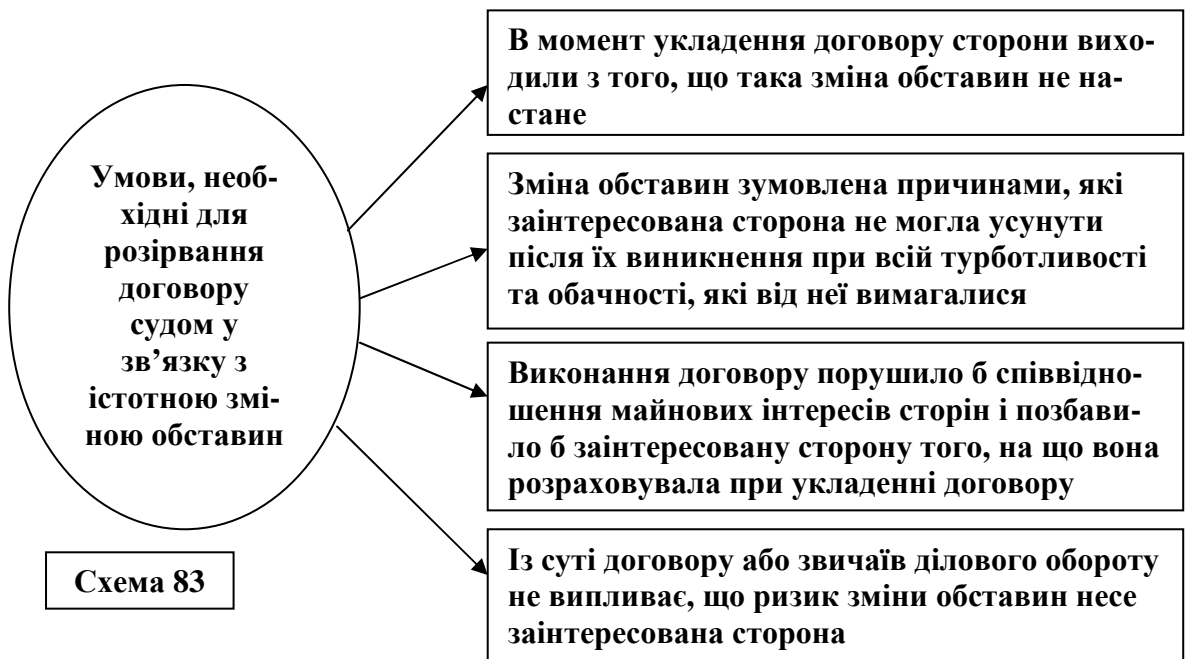 Умови, необ-
хідні для
розірвання
договору
судом у
зв’язку з
істотною змі-
ною обставин
В момент укладення договору сторони вихо-
дили з того, що така зміна обставин не на-
стане
Зміна обставин зумовлена причинами, які
заінтересована сторона не могла усунути
після їх виникнення при всій турботливості
та обачності, які від неї вимагалися
Виконання договору порушило б співвідно-
шення майнових інтересів сторін і позбави-
ло б заінтересовану сторону того, на що вона
розраховувала при укладенні договору
Із суті договору або звичаїв ділового обороту
не випливає, що ризик зміни обставин несе
заінтересована сторона
Схема 83